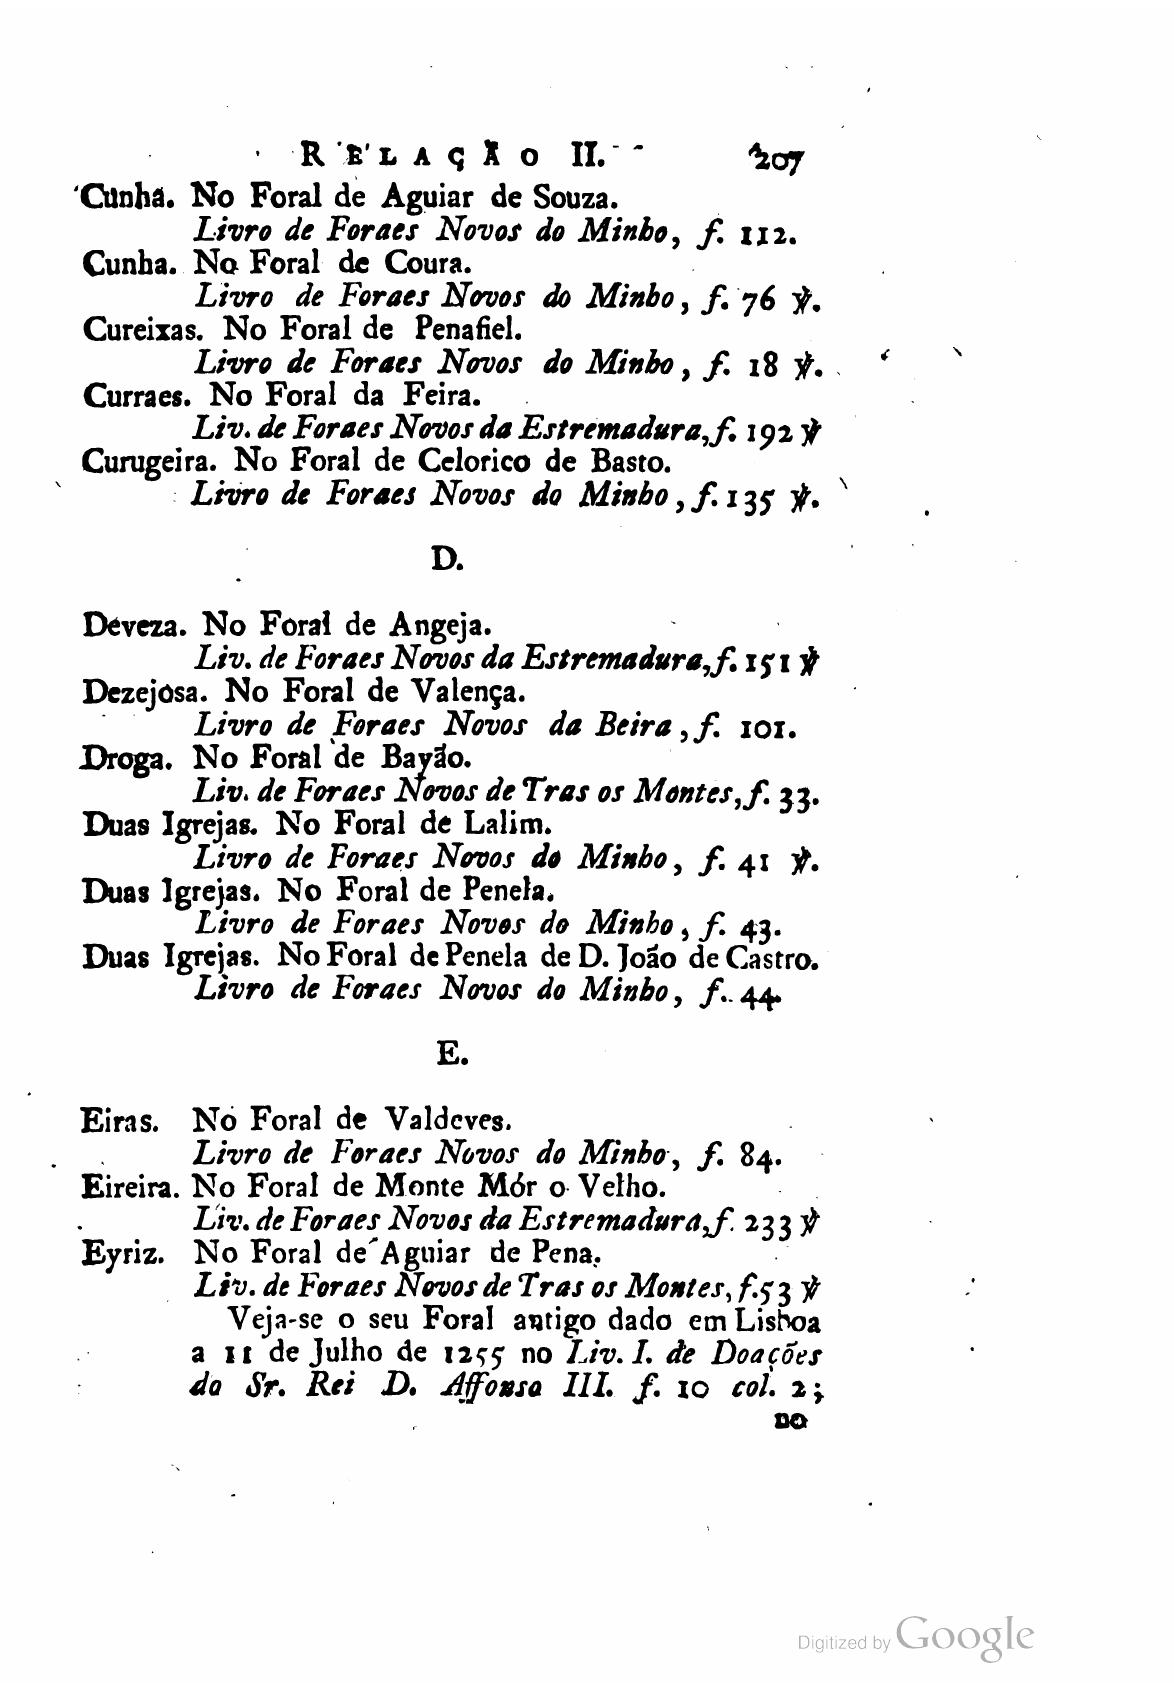 RELAÇÃO II. 207
Cunha. No Foral de Aguiar de Souza.
Livro de Foraes Novos do Minho, f. 112.
Cunha. No Foral de Coura.
Livro de Foraes Novos do Minho, f. 76 ℣.
Cureixas. No Foral de Penafiel.
Livro de Foraes Novos do Minho, f. 18 ℣.
Curraes. No Foral da Feira.
Liv. de Foraes Novos da Estremadura, f. 192 ℣
Curugeira. No Foral de Celorico de Basto.
Livro de Foraes Novos do Minho, f. 135 ℣.
D.
Deveza. No Foral de Angeja.
Liv. de Foraes Novos da Estremadura, f. 151 ℣
Dezejosa. No Foral de Valença.
Livro de Foraes Novos da Beira, f. 101.
Droga. No Foral de Bayão.
Liv. de Foraes Novos de Tras os Montes, f. 33.
Duas Igrejas. No Foral de Lalim.
Livro de Foraes Novos do Minho, f. 41 ℣.
Duas Igrejas. No Foral de Penela.
Livro de Foraes Novos do Minho, f. 43.
Duas Igrejas. No Foral de Penela de D. João de Castro.
Livro de Foraes Novos do Minho, f. 44.
E.
Eiras. No Foral de Valdeves.
Livro de Foraes Novos do Minho, f. 84.
Eireira. No Foral de Monte Mór o Velho.
Liv. de Foraes Novos da Estremadura, f. 233 ℣
Eyriz. No Foral de Aguiar de Pena.
Liv. de Foraes Novos de Tras os Montes, f. 53 ℣
Veja-se o seu Foral antigo dado em Lisboa
a 11 de Julho de 1255 no Liv. I. de Doações
do Sr. Rei D. Affonso III. f. 10 col. 2;
no
Digitized by Google